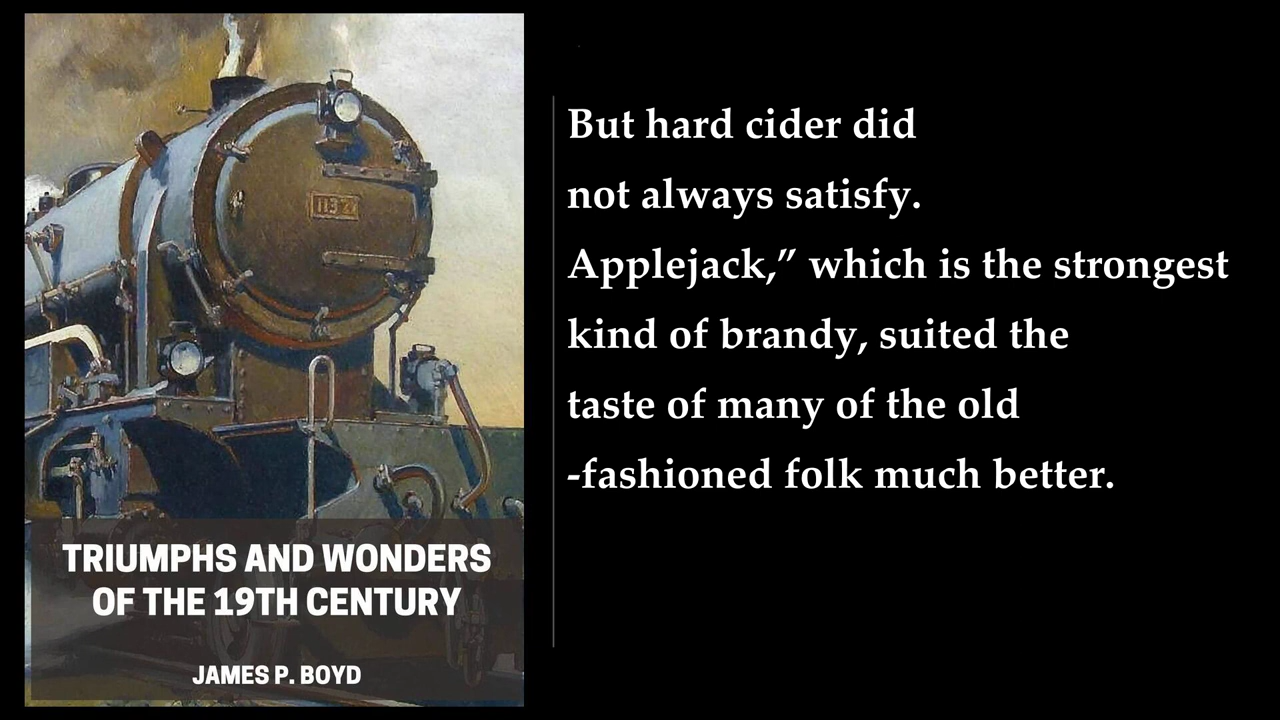 But hard cider did
not always satisfy.
Applejack,” which is the strongest
kind of brandy, suited the
taste of many of the old
-fashioned folk much better.
TRIUMPHS AND WONDERS
OF THE 19TH CENTURY
JAMES P. BOYD